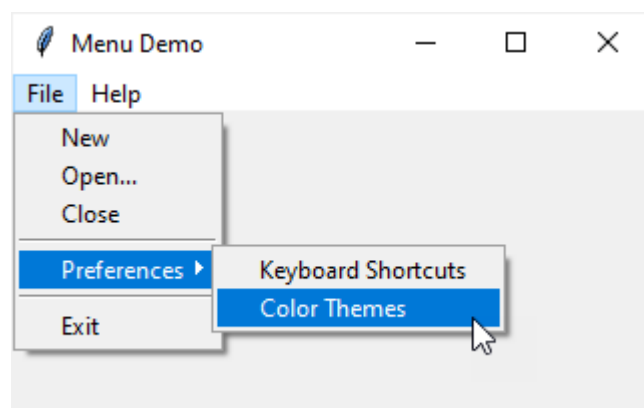 Menu Demo
File Help
New
Open...
Close
Preferences
Keyboard Shortcuts
Color Themes
Exit